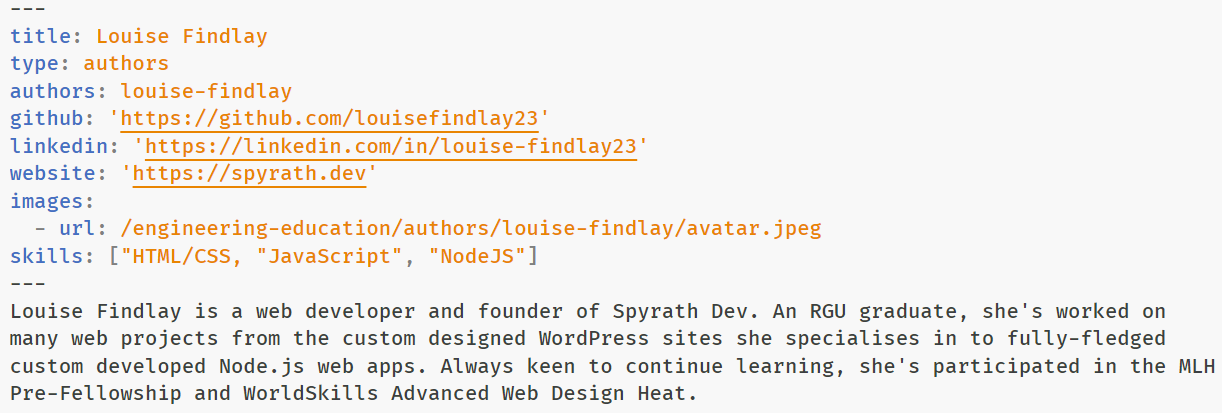 ---
title: Louise Findlay
type: authors
authors: louise-findlay
github: 'https://github.com/louisefindlay23'
linkedin: 'https://linkedin.com/in/louise-findlay23'
website: 'https://spyrath.dev'
images:
  - url: /engineering-education/authors/louise-findlay/avatar.jpeg
skills: ["HTML/CSS, "JavaScript", "NodeJS"]
---
Louise Findlay is a web developer and founder of Spyrath Dev. An RGU graduate, she's worked on
many web projects from the custom designed WordPress sites she specialises in to fully-fledged
custom developed Node.js web apps. Always keen to continue learning, she's participated in the MLH
Pre-Fellowship and WorldSkills Advanced Web Design Heat.